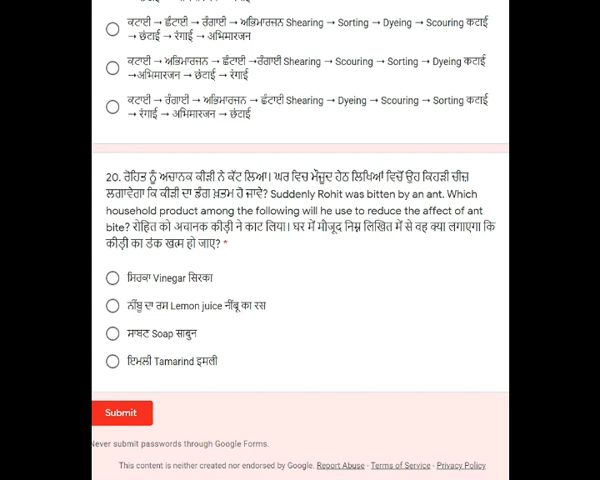 ਕਟਾਈ → ਛੰਟਾਈ → ਰੰਗਾਈ → ਅਭਿਮਾਰਜਨ Shearing → Sorting → Dyeing → Scouring कटाई
→ छंटाई → रंगाई → अभिमारजन
ਕਟਾਈ → ਅਭਿਮਾਰਜਨ → ਛੰਟਾਈ →ਰੰਗਾਈ Shearing → Scouring → Sorting → Dyeing कटाई
→अभिमारजन → छंटाई → रंगाई
ਕਟਾਈ → ਰੰਗਾਈ → ਅਭਿਮਾਰਜਨ → ਛੰਟਾਈ Shearing → Dyeing → Scouring → Sorting कटाई
→ रंगाई → अभिमारजन → छंटाई
20. ਰੋਹਿਤ ਨੂੰ ਅਚਾਨਕ ਕੀੜੀ ਨੇ ਕੱਟ ਲਿਆ। ਘਰ ਵਿਚ ਮੌਜੂਦ ਹੇਠ ਲਿਖਿਆਂ ਵਿਚੋਂ ਉਹ ਕਿਹੜੀ ਚੀਜ਼
ਲਗਾਵੇਗਾ ਕਿ ਕੀੜੀ ਦਾ ਡੰਗ ਖ਼ਤਮ ਹੋ ਜਾਵੇ? Suddenly Rohit was bitten by an ant. Which
household product among the following will he use to reduce the affect of ant
bite? रोहित को अचानक कीड़ी ने काट लिया। घर में मौजूद निम्न लिखित में से वह क्या लगाएगा कि
कीड़ी का डंक खत्म हो जाए? *
ਸਿਰਕਾ Vinegar सिरका
ਨੀਂਬੂ ਦਾ ਰਸ Lemon juice नींबू का रस
ਸਾਬਣ Soap साबुन
ਇਮਲੀ Tamarind इमली
Submit
Never submit passwords through Google Forms.
This content is neither created nor endorsed by Google. Report Abuse - Terms of Service - Privacy Policy